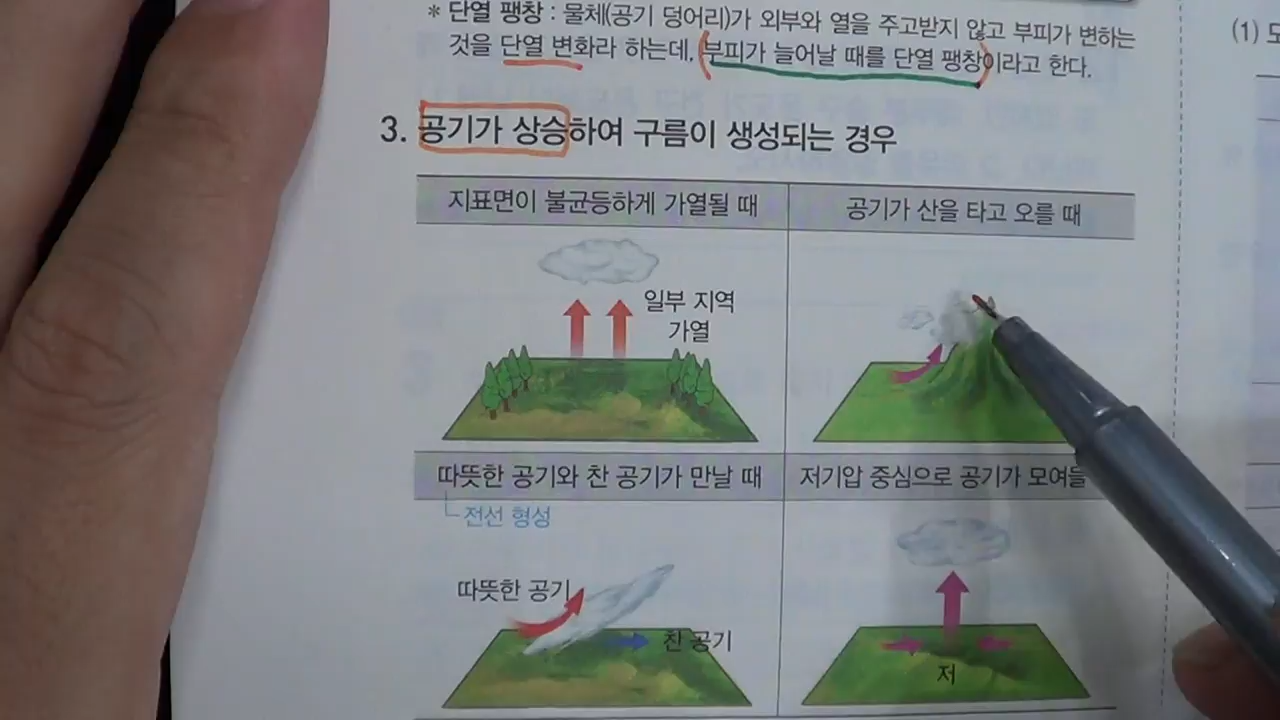 * 단열 팽창 : 물체(공기 덩어리)가 외부와 열을 주고받지 않고 부피가 변하는
것을 단열 변화라 하는데, 부피가 늘어날 때를 단열 팽창이라고 한다.
(1)
3. 공기가 상승하여 구름이 생성되는 경우
지표면이 불균등하게 가열될 때
공기가 산을 타고 오를 때
일부 지역
가열
따뜻한 공기와 찬 공기가 만날 때
저기압 중심으로 공기가 모여들
전선 형성
따뜻한 공기
찬 공기
저